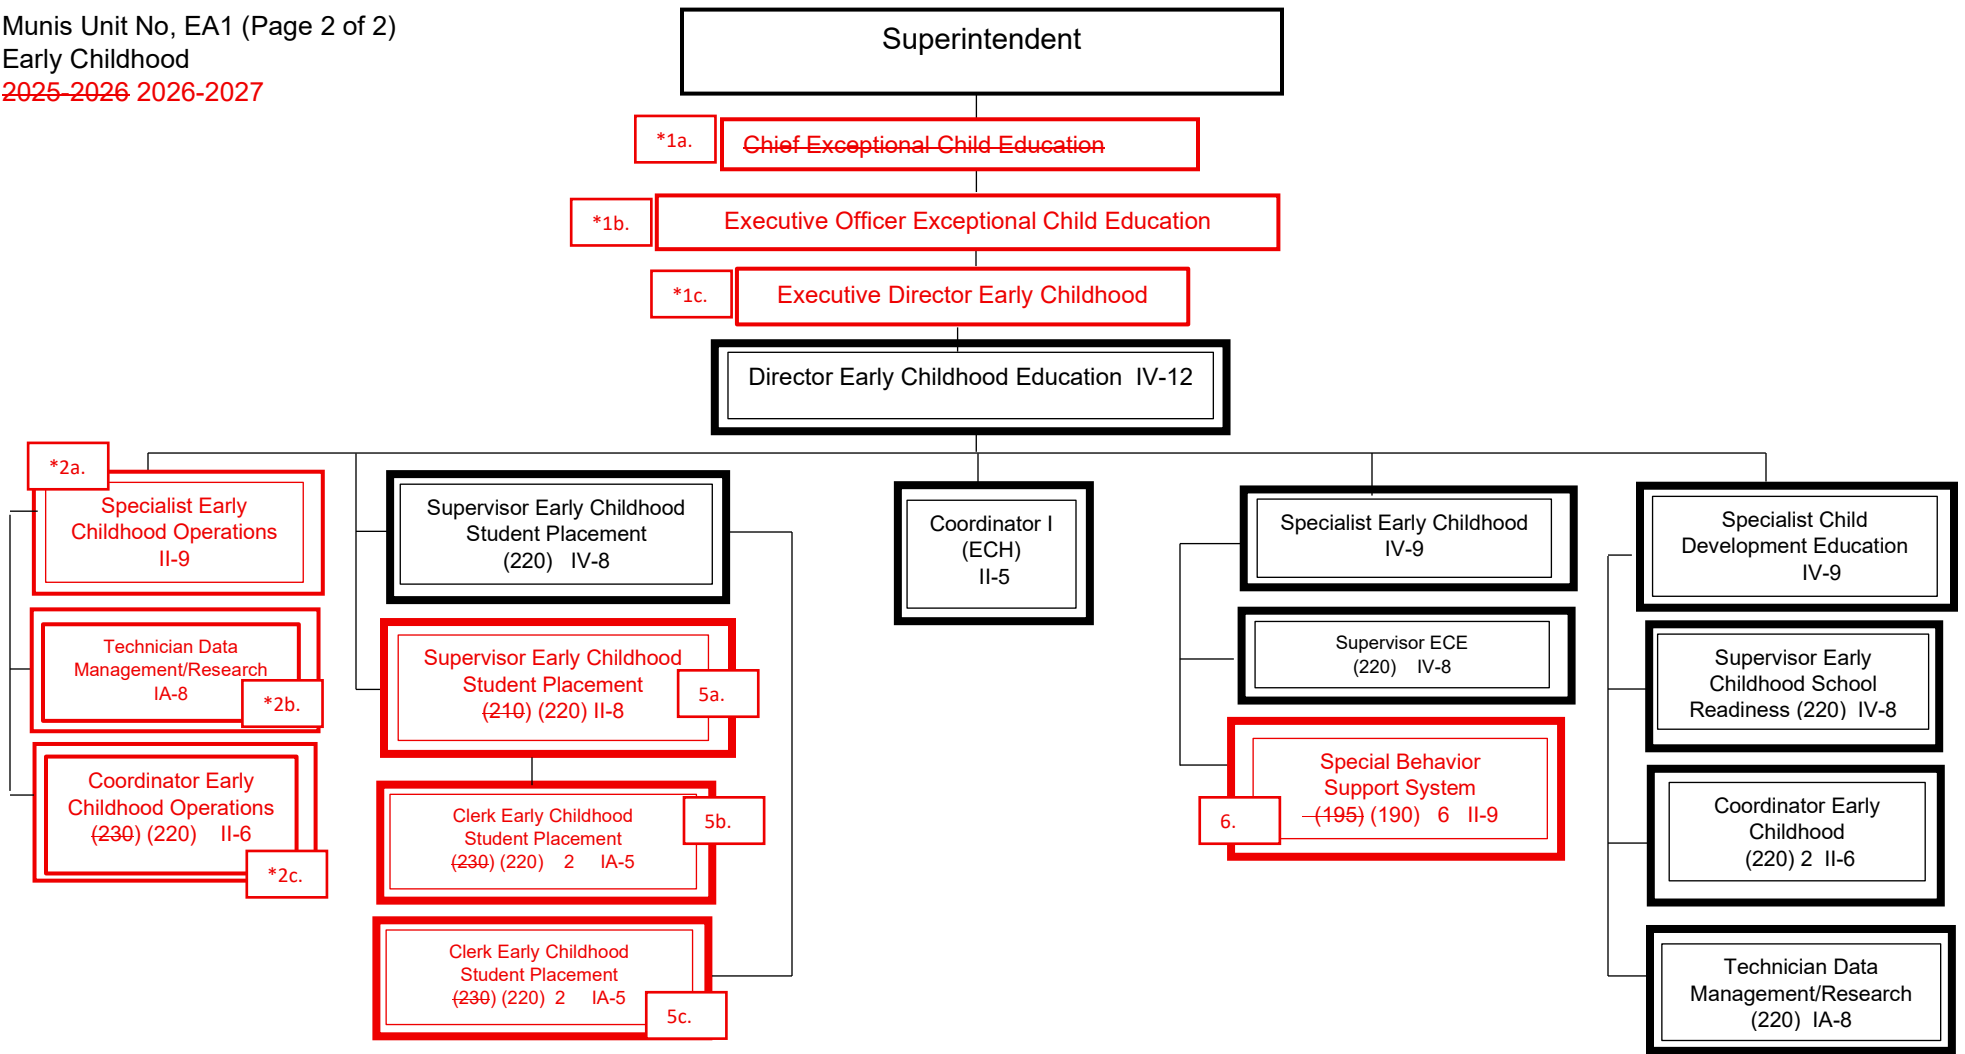 Munis Unit No, EA1 (Page 2 of 2)
Early Childhood
2025-2026 2026-2027
Superintendent
*1a.
Chief Exceptional Child Education
*1b.
Executive Officer Exceptional Child Education
*1c.
Executive Director Early Childhood
Director Early Childhood Education IV-12
*2a.
Specialist Early
Childhood Operations
II-9
Technician Data
Management/Research
IA-8
*2b.
Coordinator Early
Childhood Operations
(230) (220) II-6
*2c.
Supervisor Early Childhood
Student Placement
(220) IV-8
Supervisor Early Childhood
Student Placement
(210) (220) II-8
5a.
Clerk Early Childhood
Student Placement
(230) (220) 2 IA-5
5b.
Clerk Early Childhood
Student Placement
(230) (220) 2 IA-5
5c.
Coordinator I
(ECH)
II-5
Specialist Early Childhood
IV-9
Supervisor ECE
(220) IV-8
Special Behavior
Support System
(195) (190) 6 II-9
6.
Specialist Child
Development Education
IV-9
Supervisor Early
Childhood School
Readiness (220) IV-8
Coordinator Early
Childhood
(220) 2 II-6
Technician Data
Management/Research
(220) IA-8